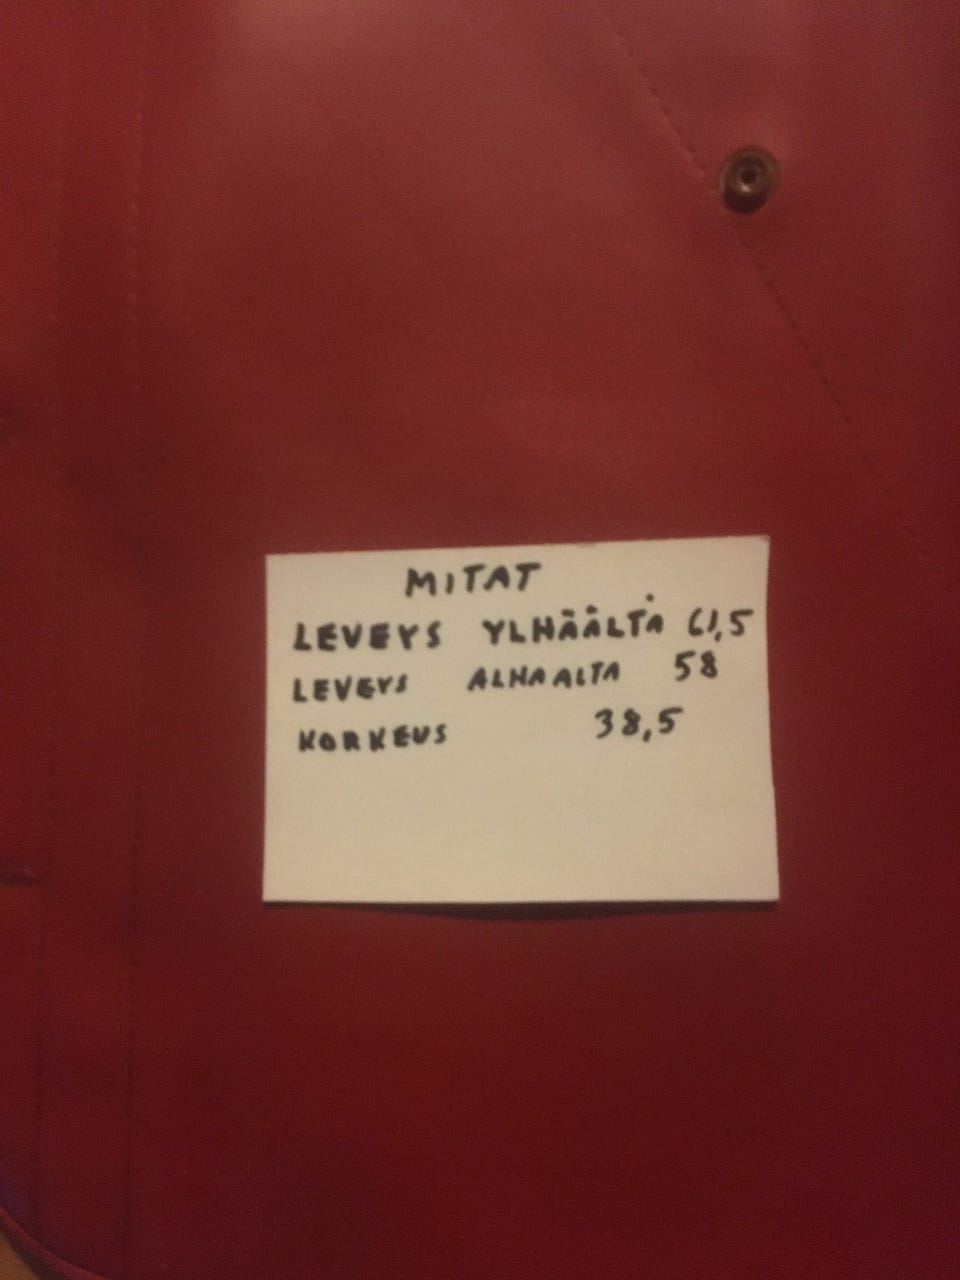 MITAT
LEVEYS YLHÄÄLTÄ 61,5
LEVEYS ALHAALTA 58
KORKEUS 38,5